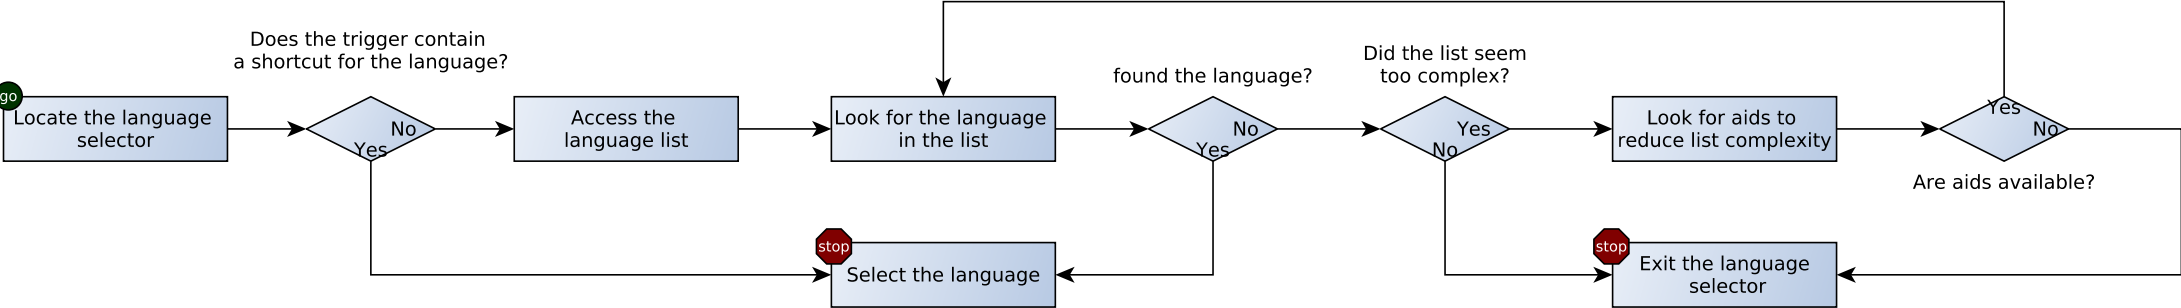 Does the trigger contain
a shortcut for the language?
go
Locate the language
selector
No
Yes
Access the
language list
Look for the language
in the list
found the language?
No
Yes
Did the list seem
too complex?
Yes
No
Look for aids to
reduce list complexity
Yes
No
Are aids available?
stop
Select the language
stop
Exit the language
selector